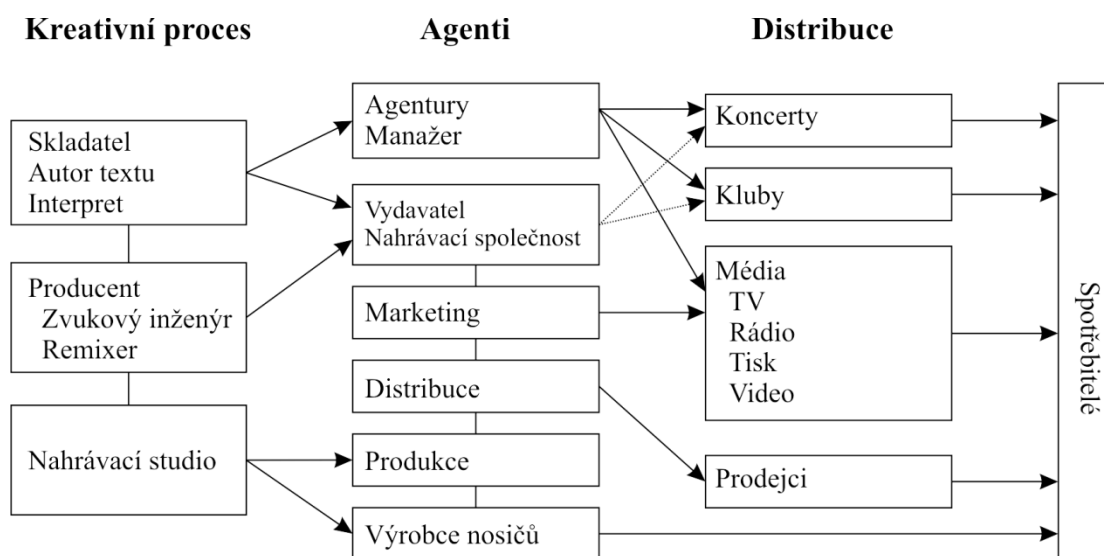 Kreativní proces
Agenti
Distribuce
Skladatel
Autor textu
Interpret
Producent
Zvukový inženýr
Remixer
Nahrávací studio
Agentury
Manažer
Vydavatel
Nahrávací společnost
Marketing
Distribuce
Produkce
Výrobce nosičů
Koncerty
Kluby
Média
TV
Rádio
Tisk
Video
Prodejci
Spotřebitelé